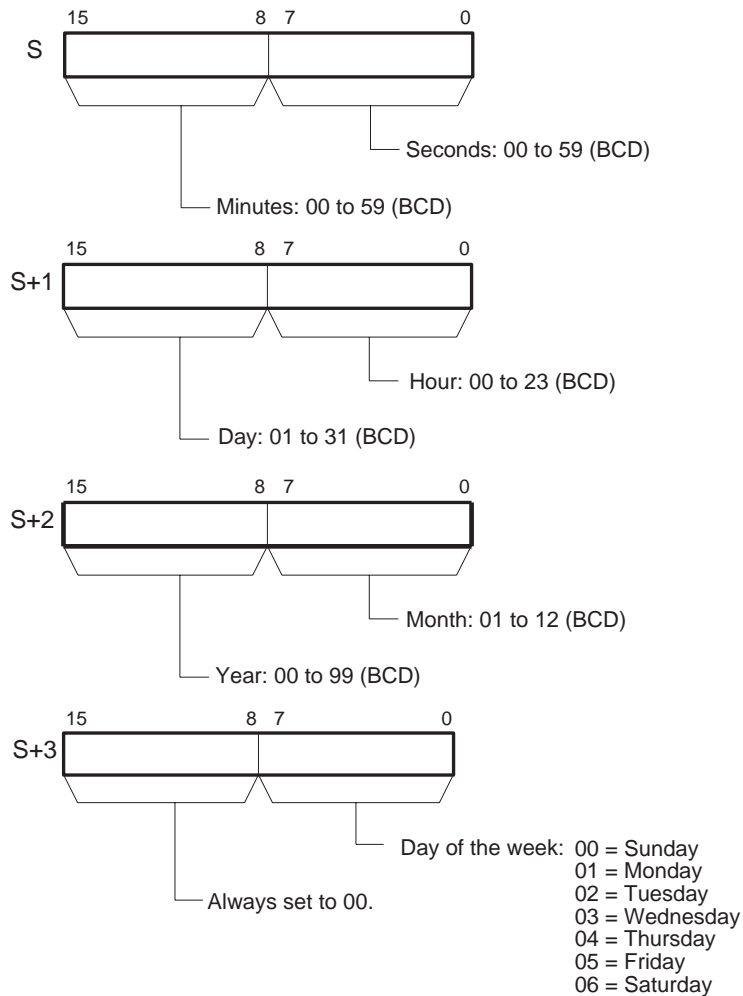 15 8 7 0
S
Seconds: 00 to 59 (BCD)
Minutes: 00 to 59 (BCD)
15 8 7 0
S+1
Hour: 00 to 23 (BCD)
Day: 01 to 31 (BCD)
15 8 7 0
S+2
Month: 01 to 12 (BCD)
Year: 00 to 99 (BCD)
15 8 7 0
S+3
Day of the week: 00 = Sunday
01 = Monday
02 = Tuesday
03 = Wednesday
04 = Thursday
05 = Friday
06 = Saturday
Always set to 00.